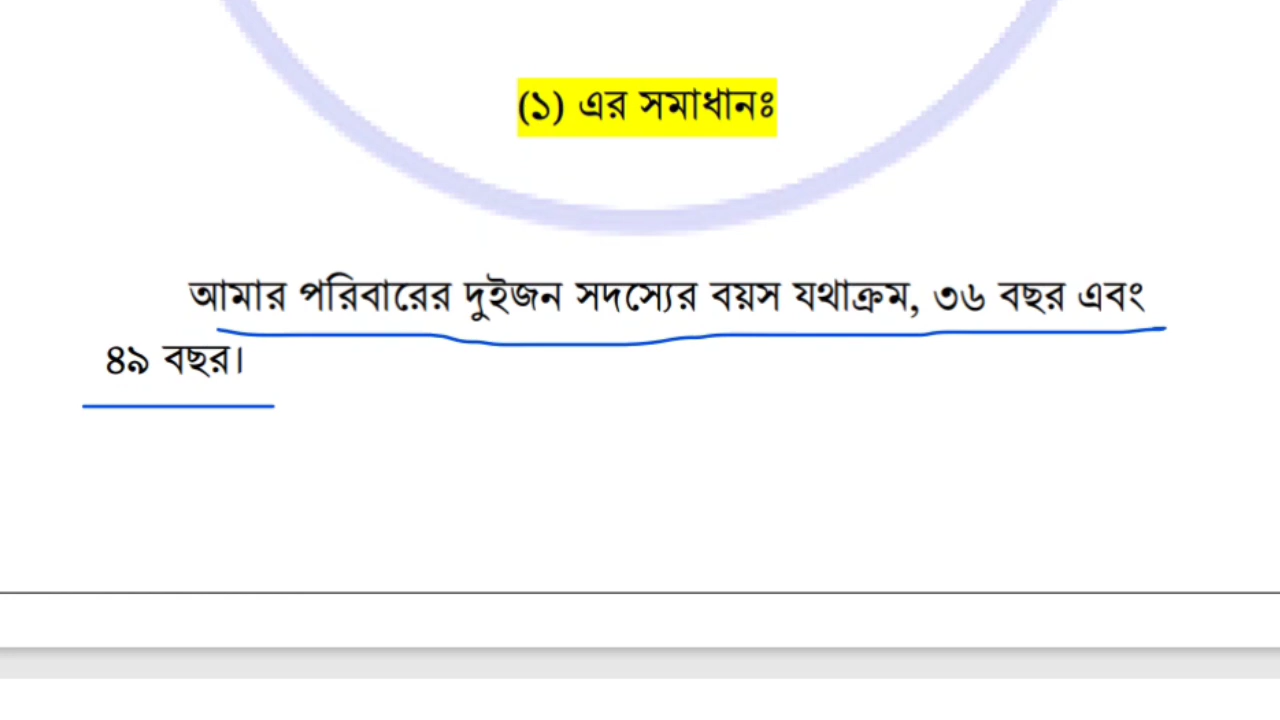 (১) এর সমাধানঃ
আমার পরিবারের দুইজন সদস্যের বয়স যথাক্রম, ৩৬ বছর এবং
৪৯ বছর।